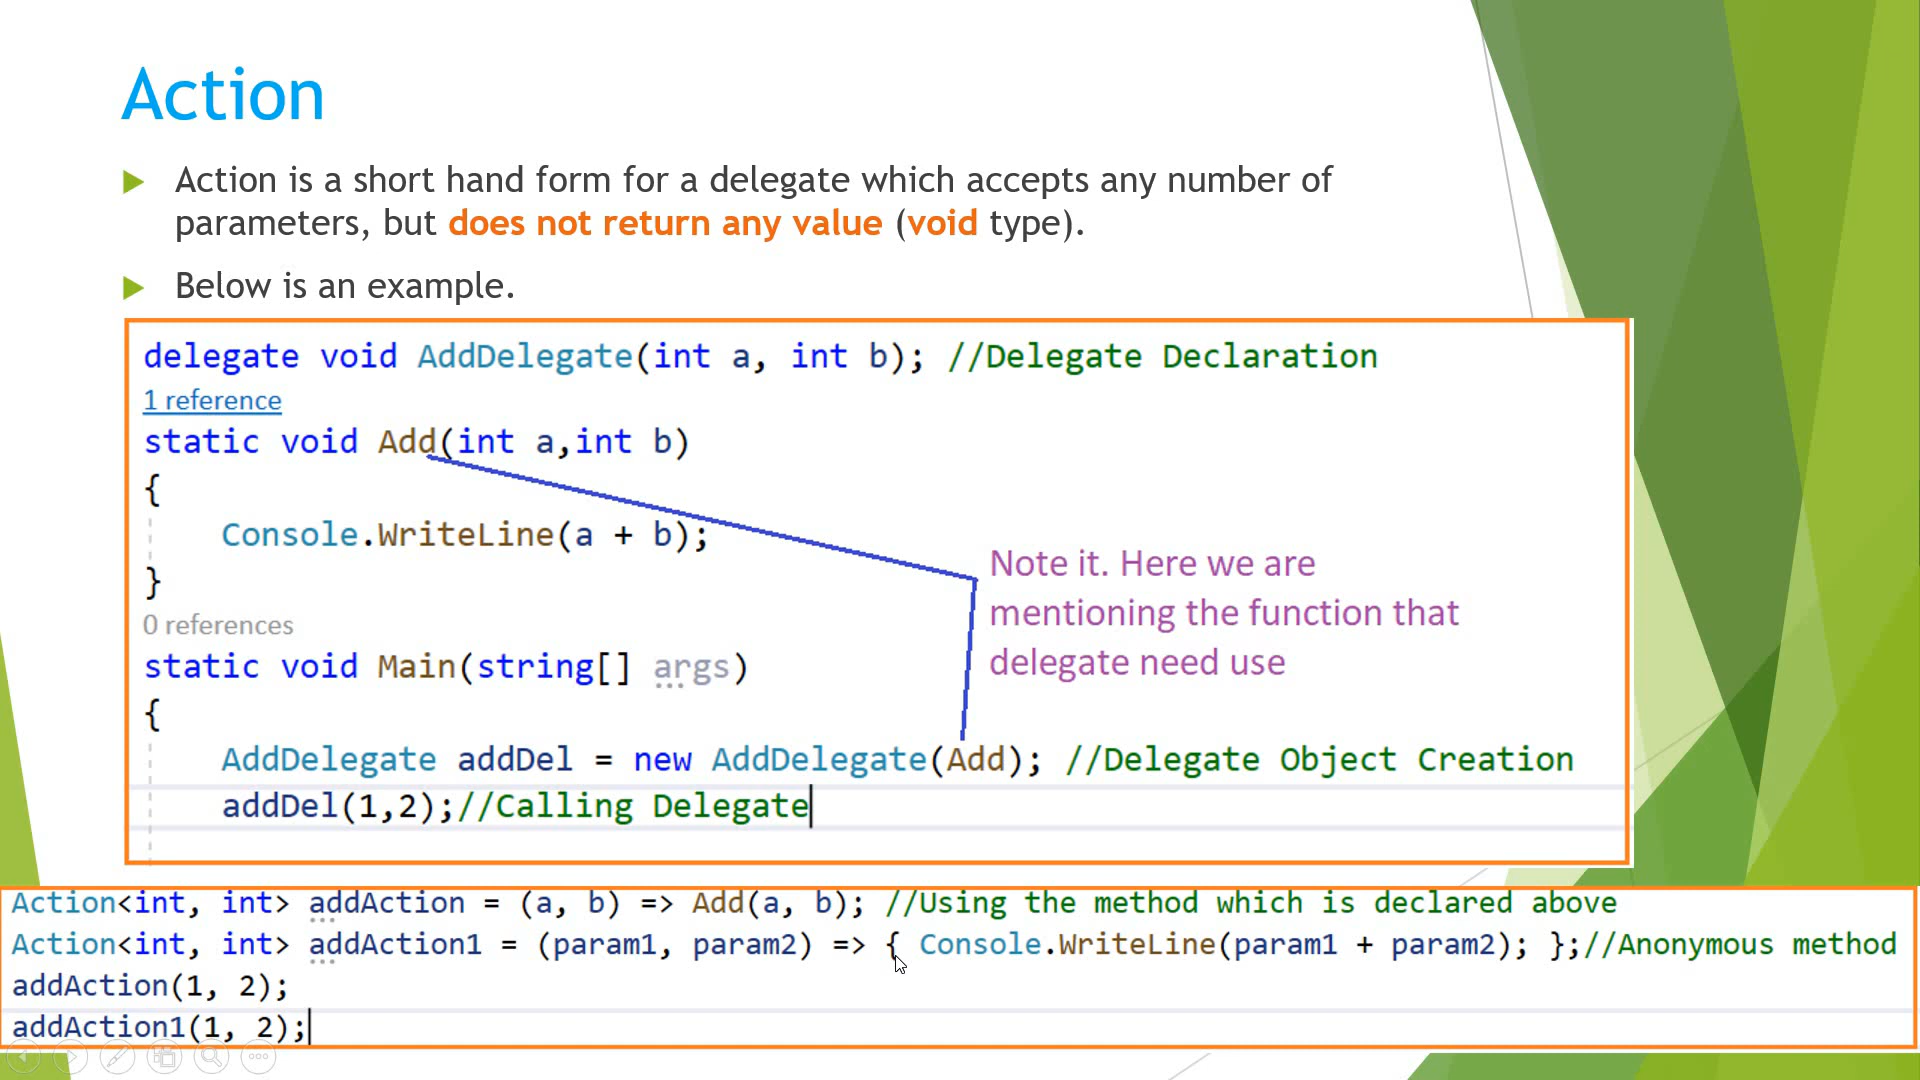 Action
Action is a short hand form for a delegate which accepts any number of
parameters, but does not return any value (void type).
Below is an example.
delegate void AddDelegate(int a, int b); //Delegate Declaration
1 reference
static void Add(int a,int b)
{
Console.WriteLine(a + b);
}
Note it. Here we are
mentioning the function that
delegate need use
0 references
static void Main(string[] args)
{
AddDelegate addDel = new AddDelegate(Add); //Delegate Object Creation
addDel(1,2);//Calling Delegate
Action<int, int> addAction = (a, b) => Add(a, b); //Using the method which is declared above
Action<int, int> addAction1 = (param1, param2) => { Console.WriteLine(param1 + param2); };//Anonymous method
addAction(1, 2);
addAction1(1, 2);